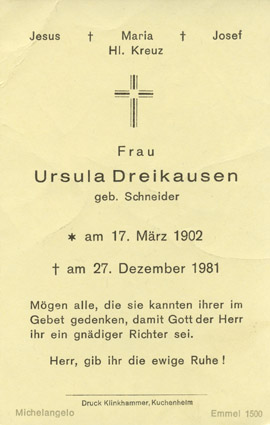 Jesus † Maria † Josef
Hl. Kreuz
Frau
Ursula Dreikausen
geb. Schneider
* am 17. März 1902
† am 27. Dezember 1981
Mögen alle, die sie kannten ihrer im
Gebet gedenken, damit Gott der Herr
ihr ein gnädiger Richter sei.
Herr, gib ihr die ewige Ruhe !
Druck Klinkhammer, Kuchenheim
Michelangelo Emmel 1500